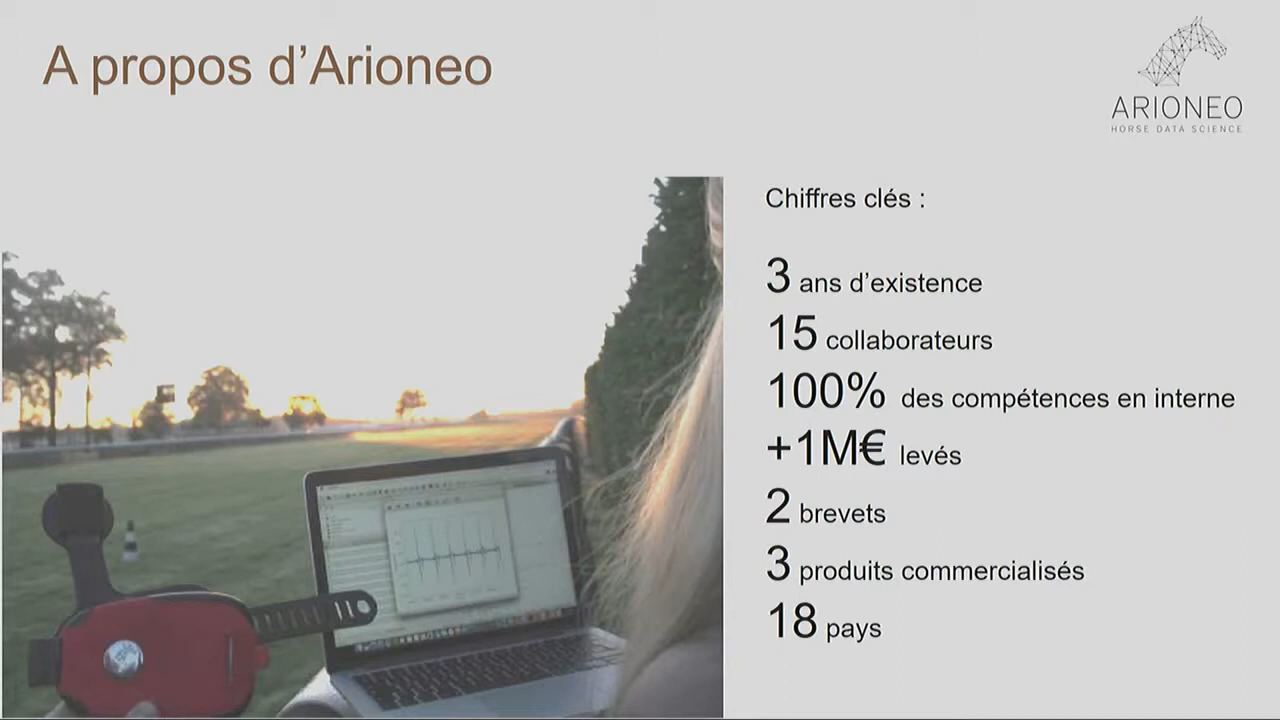 A propos d’Arioneo
ARIONEO
HORSE DATA SCIENCE
Chiffres clés :
3 ans d’existence
15 collaborateurs
100% des compétences en interne
+1M€ levés
2 brevets
3 produits commercialisés
18 pays